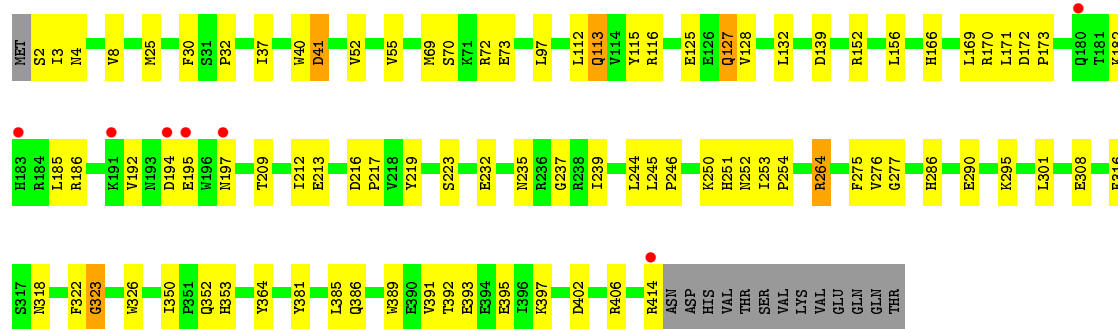 MET S2 I3 N4 V8 M25 F30 S31 P32 I37 W40 D41 V52 V55 M69 S70 K71 R72 E73 L97 L112 Q113 V114 Y115 R116 E125 E126 Q127 V128 L132 D139 R152 L156 H166 L169 R170 L171 D172 P173 Q180 T181 K182
H183 R184 L185 R186 K191 V192 N193 D194 E195 W196 N197 T209 I212 E213 D216 P217 V218 Y219 S223 E232 N235 R236 G237 R238 I239 L244 L245 P246 K250 H251 N252 I253 P254 R264 F275 V276 G277 H286 E290 K295 L301 E308
S317 N318 F322 G323 W326 I350 P351 Q352 H353 Y364 Y381 L385 Q386 W389 E390 V391 T392 E393 E394 E395 I396 K397 D402 R406 R414 ASN ASP HIS VAL THR SER VAL LYS VAL GLU GLN GLN THR